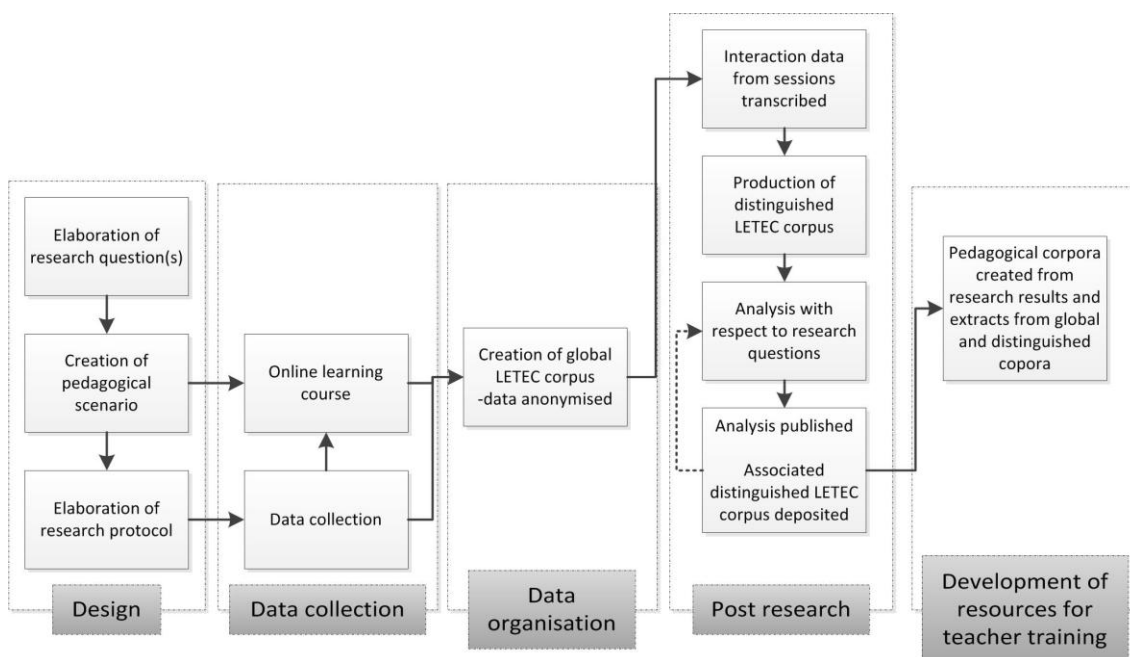 Elaboration of
research question(s)
Creation of
pedagogical
scenario
Elaboration of
research protocol
Design
Online learning
course
Data collection
Data collection
Creation of global
LETEC corpus
-data anonymised
Data
organisation
Interaction data
from sessions
transcribed
Production of
distinguished
LETEC corpus
Analysis with
respect to research
questions
Analysis published
Associated
distinguished LETEC
corpus deposited
Post research
Pedagogical corpora
created from
research results and
extracts from global
and distinguished
copora
Development of
resources for
teacher training